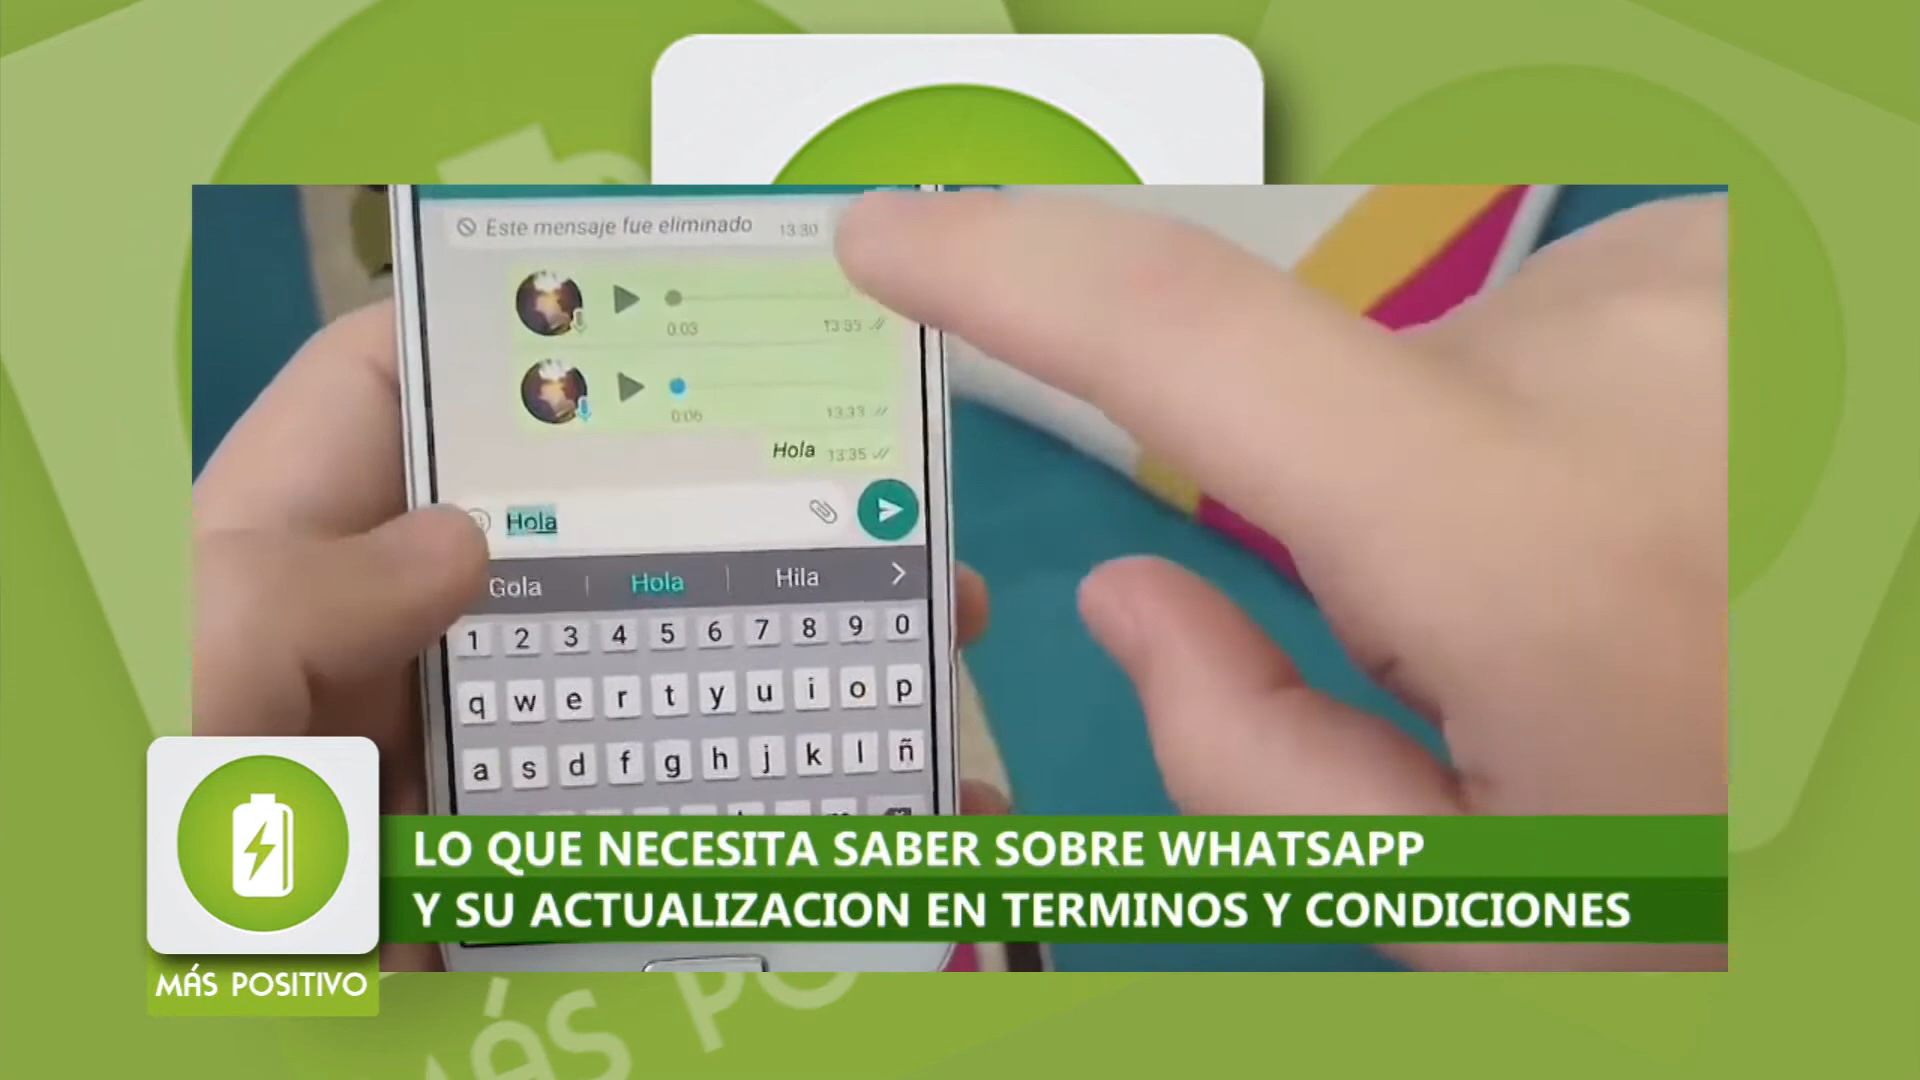 Este mensaje fue eliminado 13:30
0:03 13:33
0:06 13:33
Hola 13:35
Hola
Gola Hola Hila
1 2 3 4 5 6 7 8 9 0
q w e r t y u i o p
a s d f g h j k l ñ
LO QUE NECESITA SABER SOBRE WHATSAPP
Y SU ACTUALIZACION EN TERMINOS Y CONDICIONES
MÁS POSITIVO